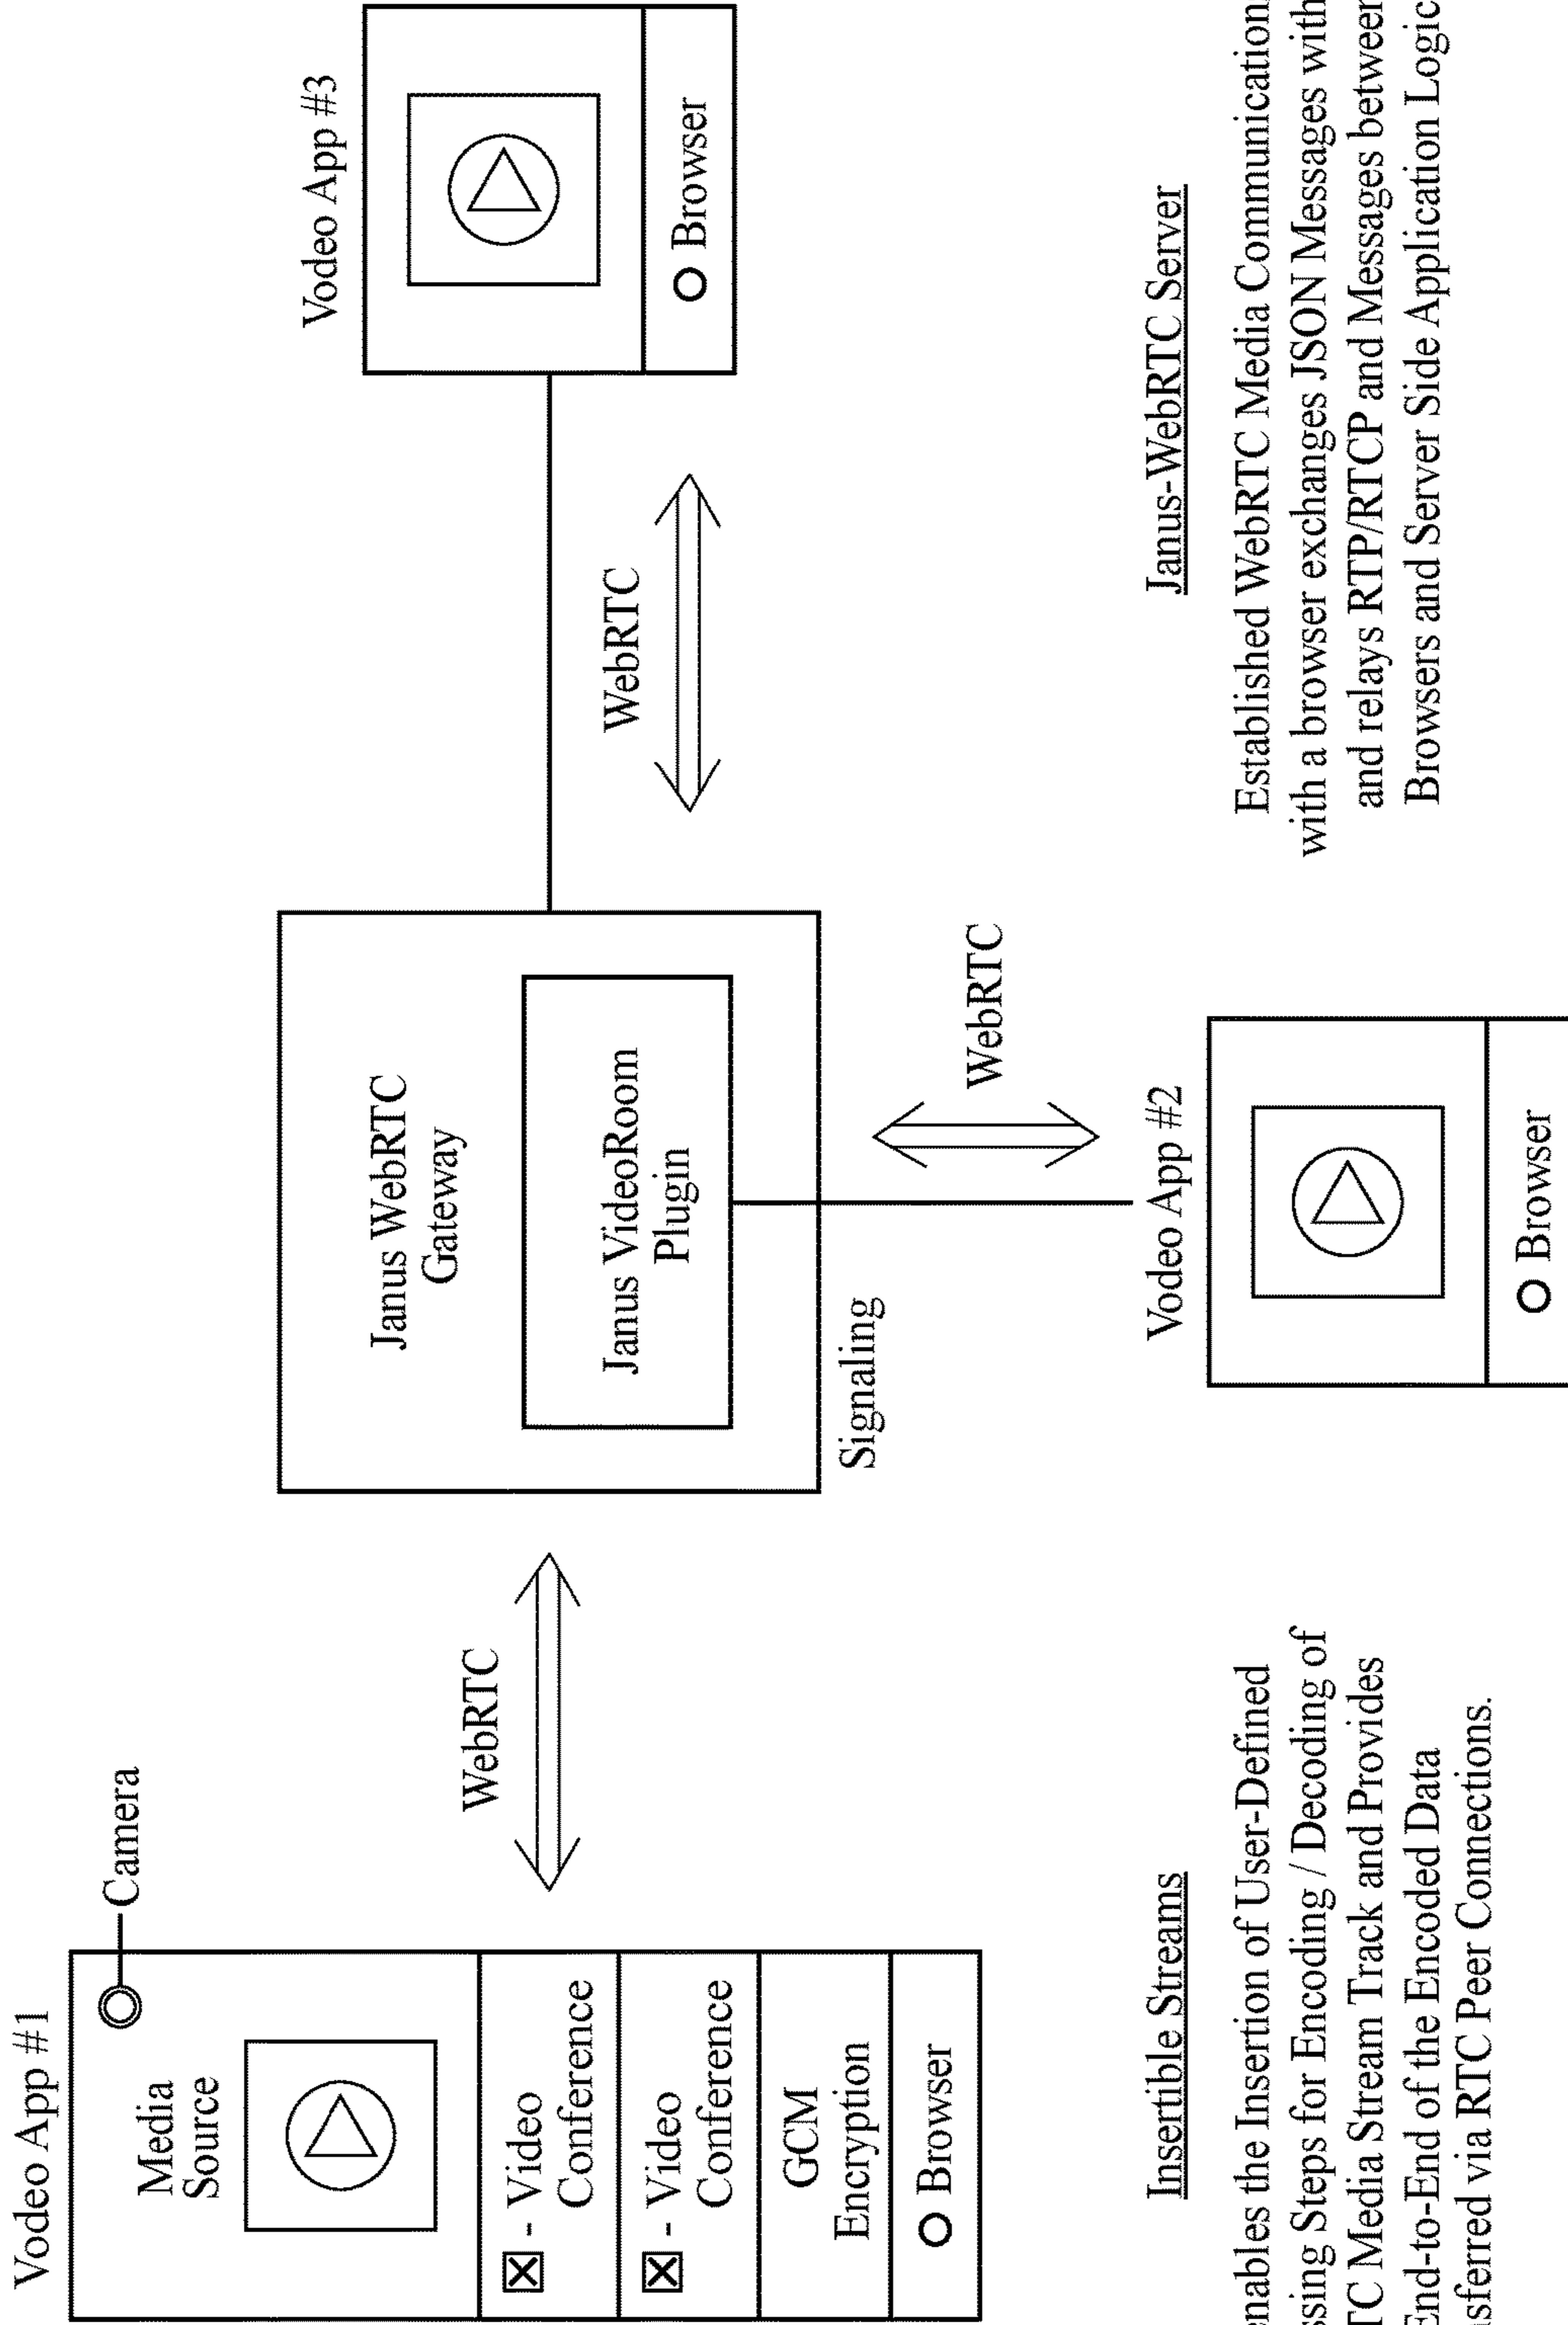 Vodeo App #1
Camera
Media
Source
- Video
Conference
- Video
Conference
GCM
Encryption
Browser
WebRTC
Janus WebRTC
Gateway
Janus VideoRoom
Plugin
Signaling
WebRTC
Vodeo App #2
Browser
WebRTC
Vodeo App #3
Browser
Insertible Streams
the Insertion of User-Defined
Steps for Encoding / Decoding of
Media Stream Track and Provides
End-to-End of the Encoded Data
via RTC Peer Connections.
Janus-WebRTC Server
Established WebRTC Media Communication
with a browser exchanges JSON Messages with
and relays RTP/RTCP and Messages between
Browsers and Server Side Application Logic